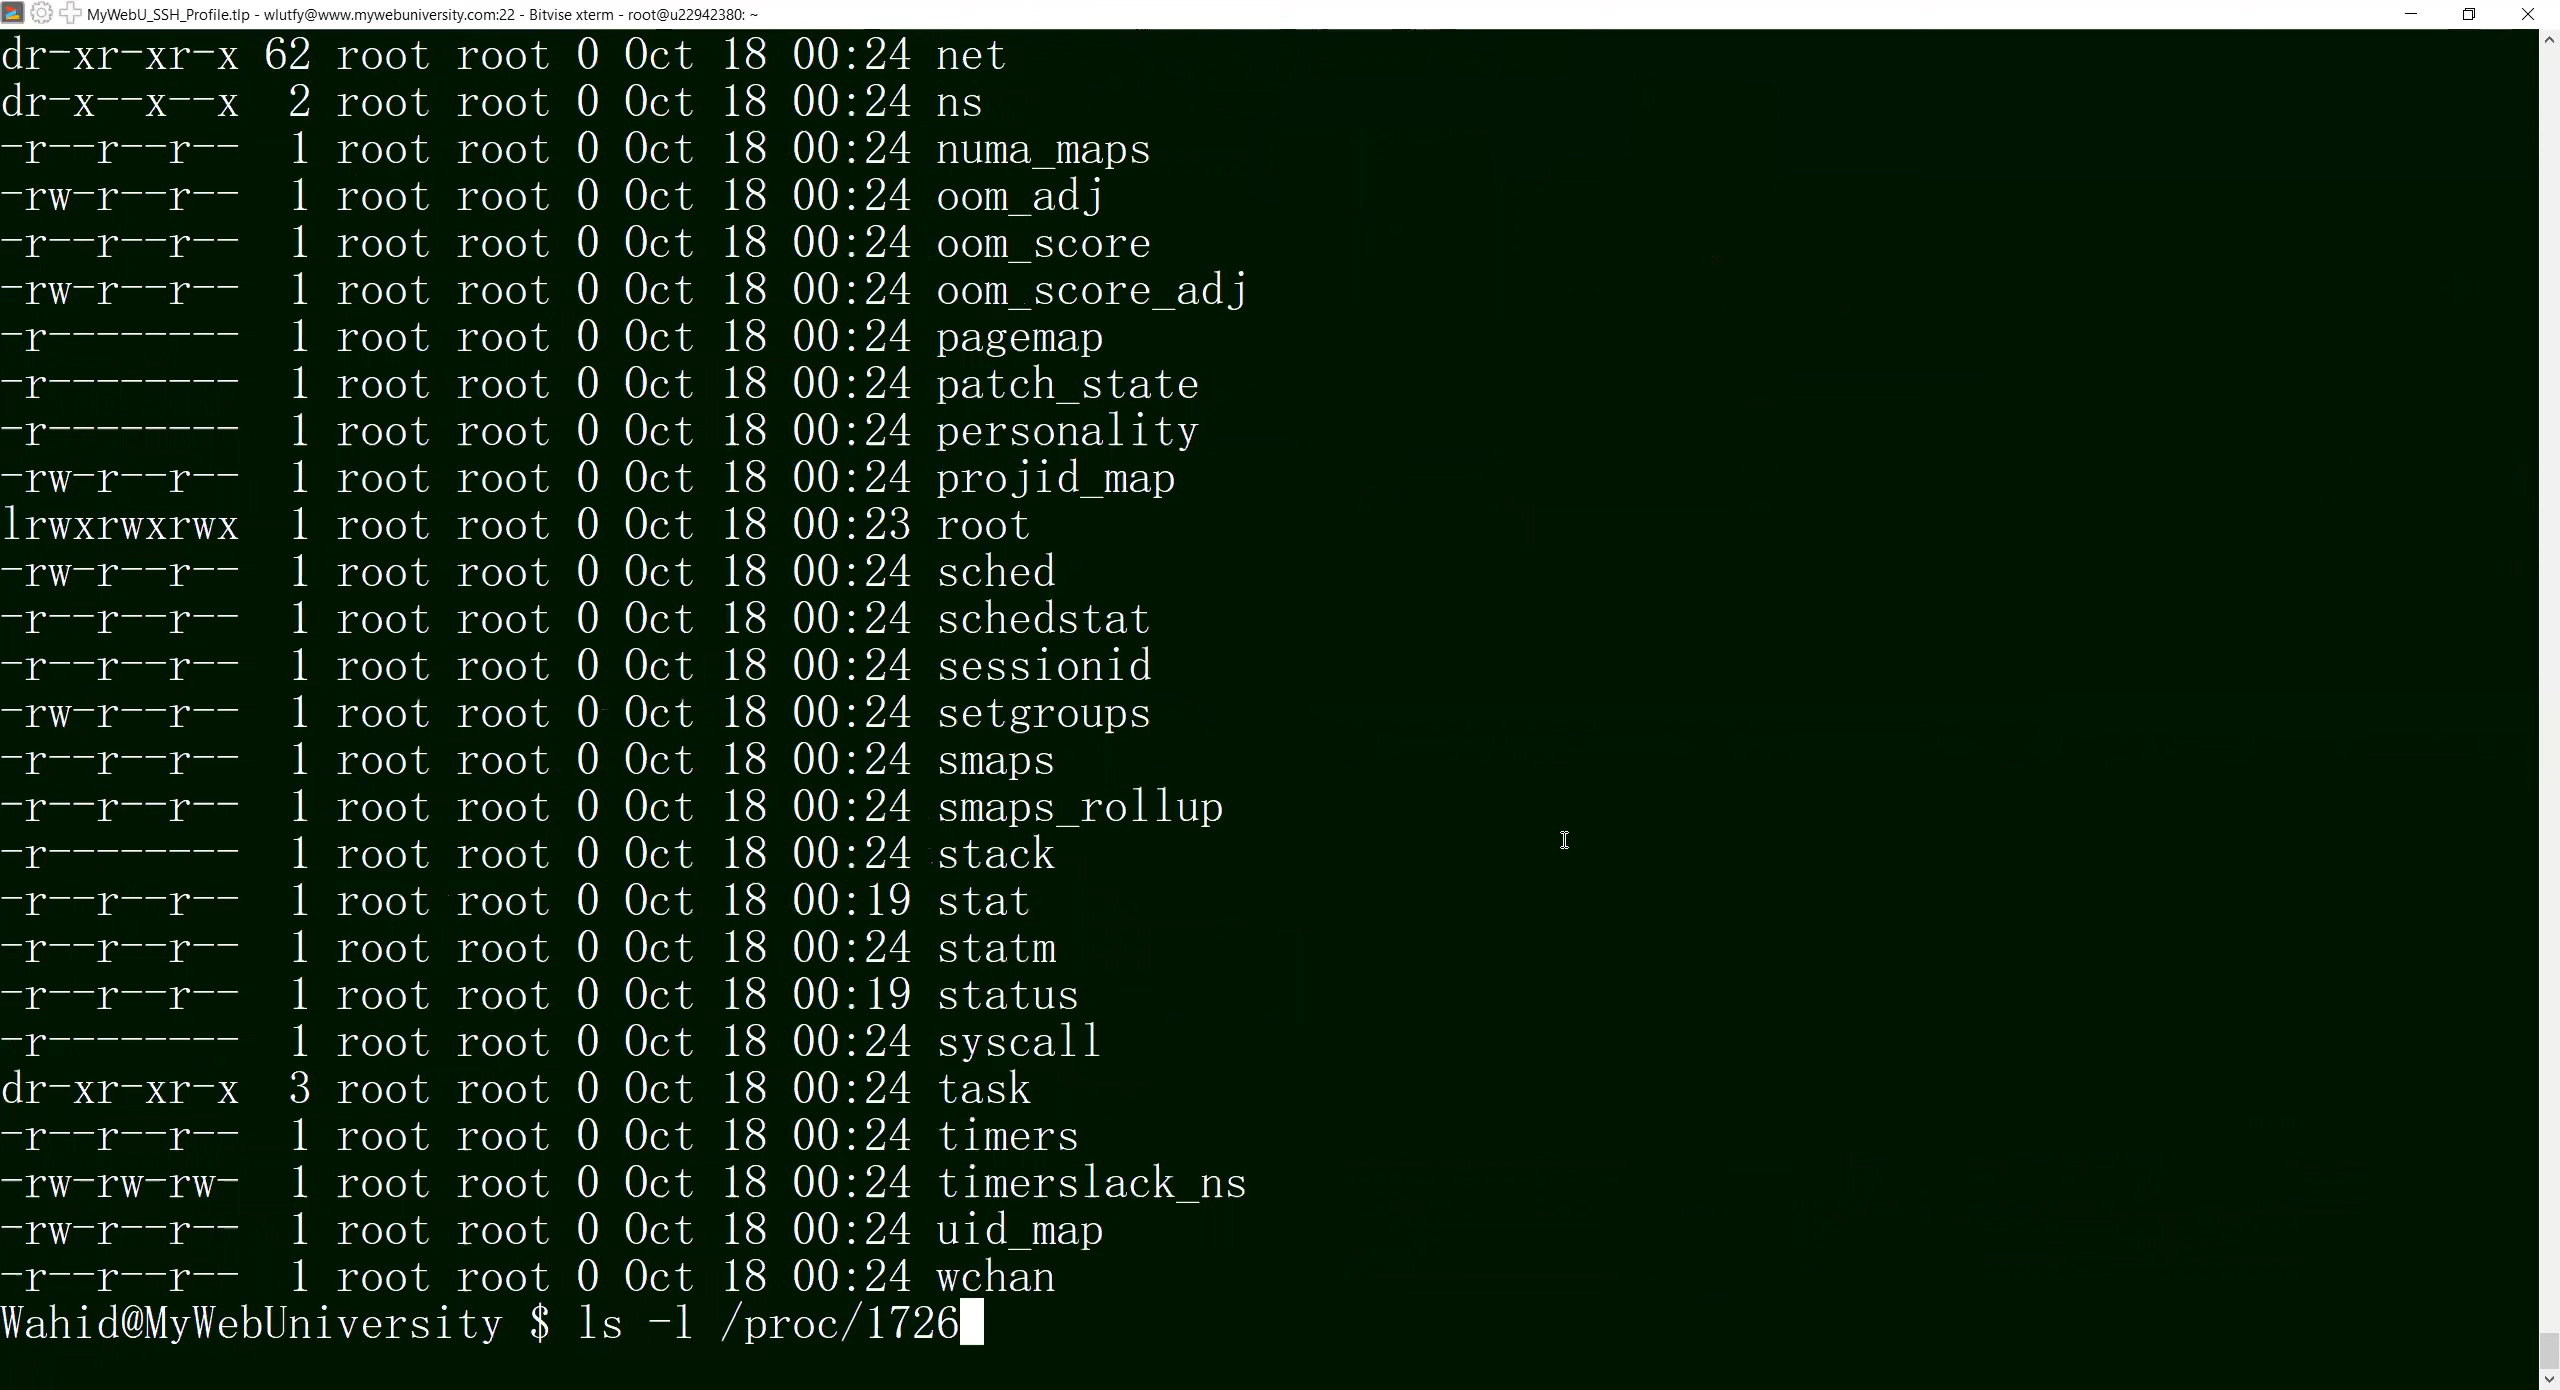 MyWebU_SSH_Profile.tlp - wlutfy@www.mywebuniversity.com:22 - Bitvise xterm - root@u22942380: ~
dr-xr-xr-x 62 root root 0 Oct 18 00:24 net
dr-x--x--x  2 root root 0 Oct 18 00:24 ns
-r--r--r--  1 root root 0 Oct 18 00:24 numa_maps
-rw-r--r--  1 root root 0 Oct 18 00:24 oom_adj
-r--r--r--  1 root root 0 Oct 18 00:24 oom_score
-rw-r--r--  1 root root 0 Oct 18 00:24 oom_score_adj
-r--------  1 root root 0 Oct 18 00:24 pagemap
-r--------  1 root root 0 Oct 18 00:24 patch_state
-r--------  1 root root 0 Oct 18 00:24 personality
-rw-r--r--  1 root root 0 Oct 18 00:24 projid_map
lrwxrwxrwx  1 root root 0 Oct 18 00:23 root
-rw-r--r--  1 root root 0 Oct 18 00:24 sched
-r--r--r--  1 root root 0 Oct 18 00:24 schedstat
-r--r--r--  1 root root 0 Oct 18 00:24 sessionid
-rw-r--r--  1 root root 0 Oct 18 00:24 setgroups
-r--r--r--  1 root root 0 Oct 18 00:24 smaps
-r--r--r--  1 root root 0 Oct 18 00:24 smaps_rollup
-r--------  1 root root 0 Oct 18 00:24 stack
-r--r--r--  1 root root 0 Oct 18 00:19 stat
-r--r--r--  1 root root 0 Oct 18 00:24 statm
-r--r--r--  1 root root 0 Oct 18 00:19 status
-r--------  1 root root 0 Oct 18 00:24 syscall
dr-xr-xr-x  3 root root 0 Oct 18 00:24 task
-r--r--r--  1 root root 0 Oct 18 00:24 timers
-rw-rw-rw-  1 root root 0 Oct 18 00:24 timerslack_ns
-rw-r--r--  1 root root 0 Oct 18 00:24 uid_map
-r--r--r--  1 root root 0 Oct 18 00:24 wchan
Wahid@MyWebUniversity $ ls -l /proc/1726